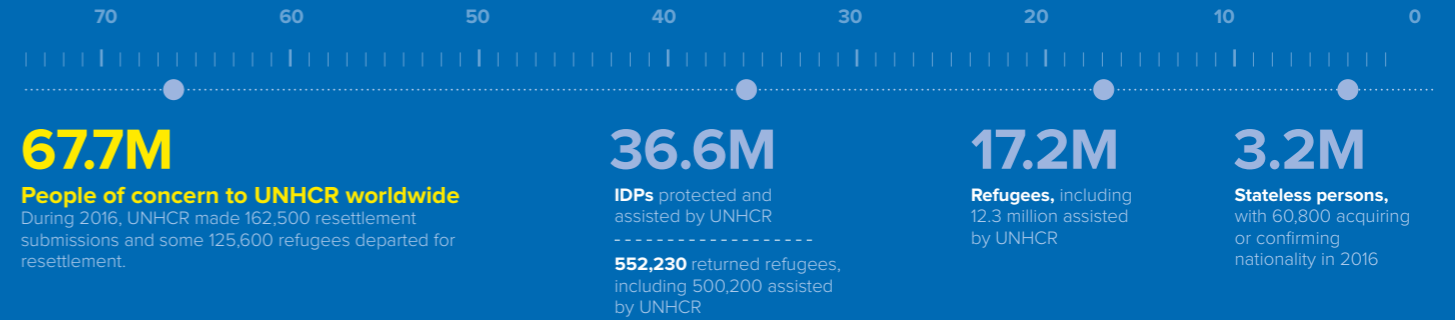 70 60 50 40 30 20 10 0
67.7M
People of concern to UNHCR worldwide
During 2016, UNHCR made 162,500 resettlement
submissions and some 125,600 refugees departed for
resettlement.
36.6M
IDPs protected and
assisted by UNHCR
552,230 returned refugees,
including 500,200 assisted
by UNHCR
17.2M
Refugees, including
12.3 million assisted
by UNHCR
3.2M
Stateless persons,
with 60,800 acquiring
or confirming
nationality in 2016